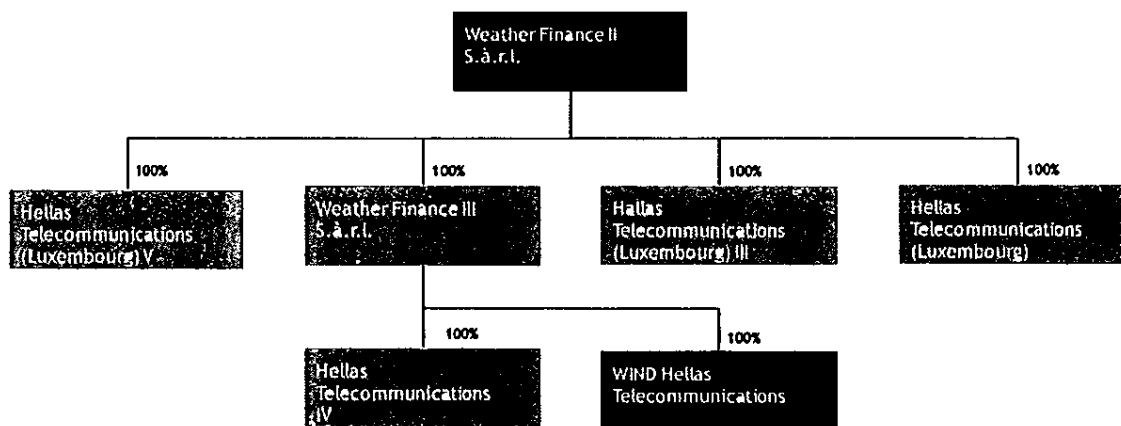 Weather Finance II
S.à.r.l.
100%
100%
100%
100%
Hellas
Telecommunications
(Luxembourg) V
Weather Finance III
S.à.r.l.
Hallas
Telecommunications
(Luxembourg) III
Hellas
Telecommunications
(Luxembourg)
100%
100%
Hellas
Telecommunications
IV
WIND Hellas
Telecommunications